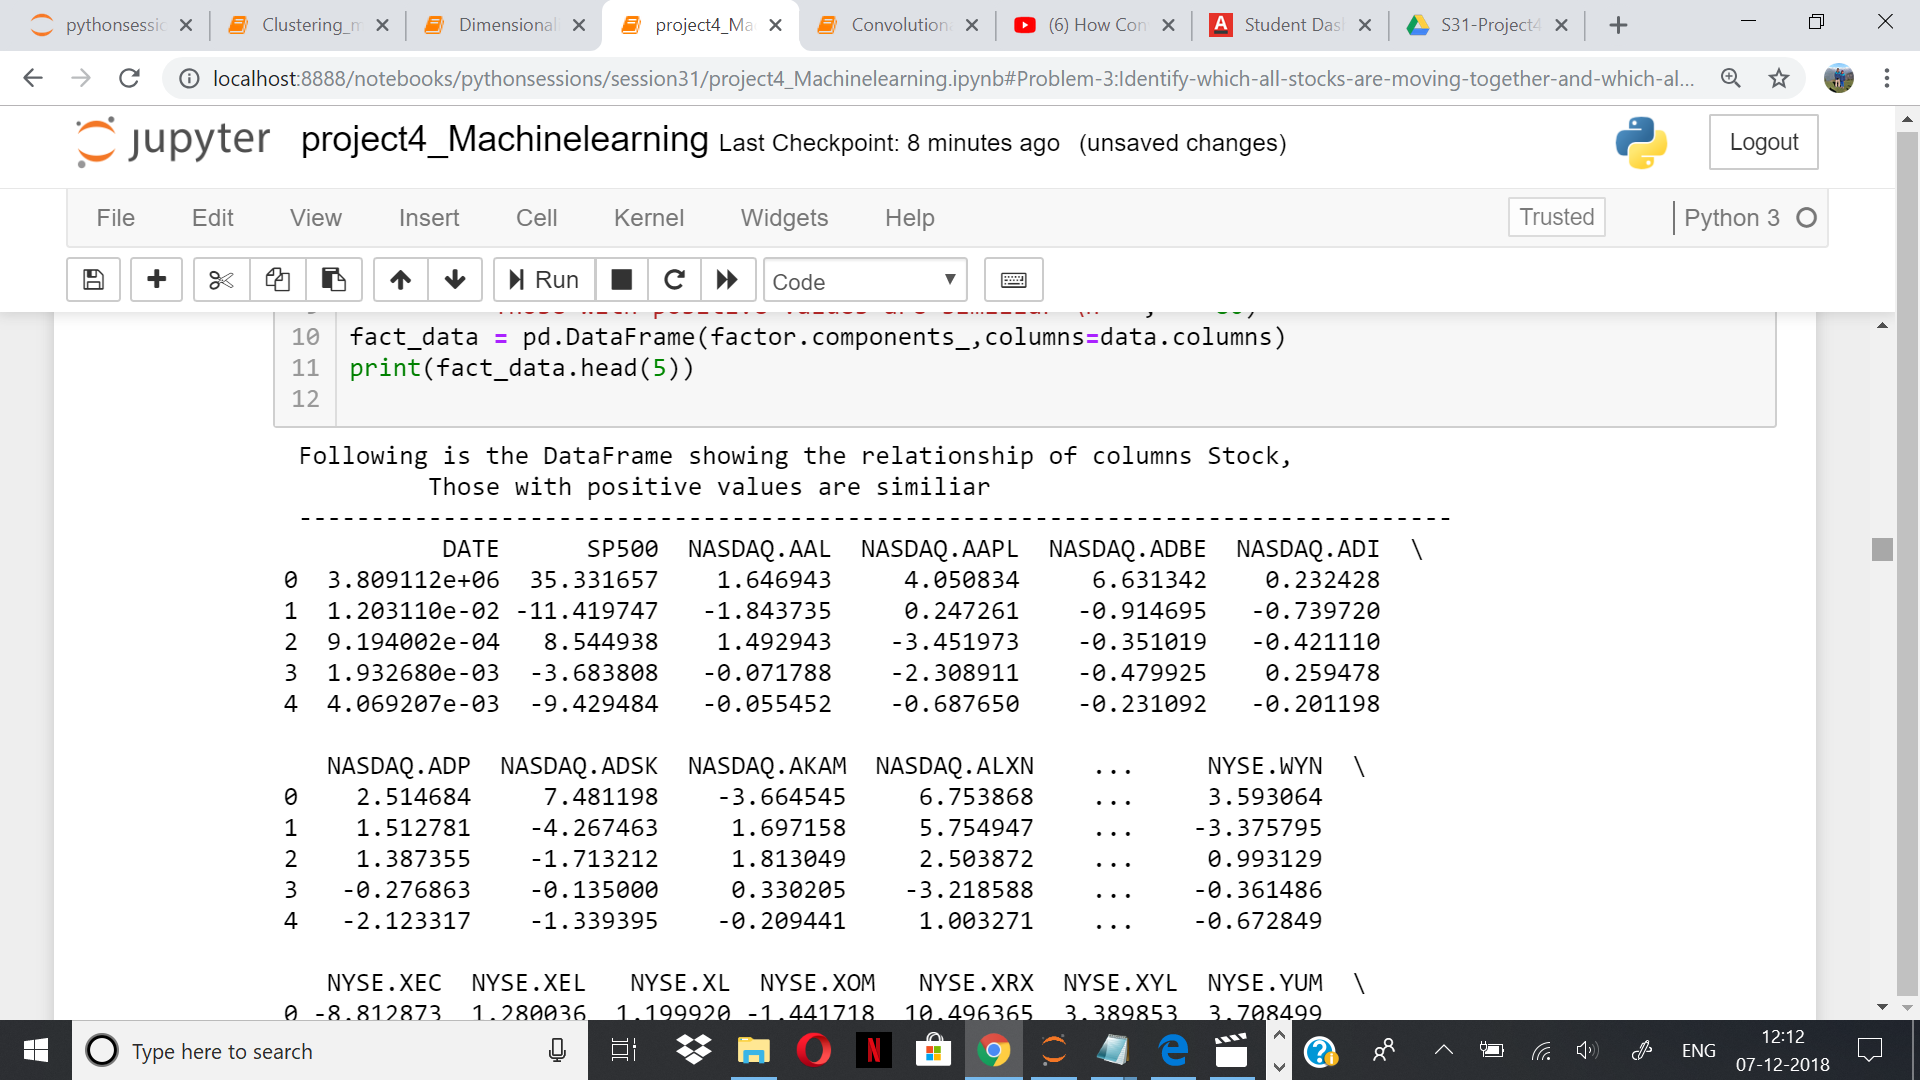 pythonsessic
Clustering_m
Dimensional
project4_Ma
Convolution
(6) How Con
Student Das
S31-Project4
localhost:8888/notebooks/pythonsessions/session31/project4_Machinelearning.ipynb#Problem-3:Identify-which-all-stocks-are-moving-together-and-which-al...
jupyter project4_Machinelearning Last Checkpoint: 8 minutes ago (unsaved changes)
Logout
File Edit View Insert Cell Kernel Widgets Help
Trusted
Python 3
Run
Code
10 fact_data = pd.DataFrame(factor.components_,columns=data.columns)
11 print(fact_data.head(5))
12
Following is the DataFrame showing the relationship of columns Stock,
Those with positive values are similiar
--------------------------------------------------------------------------------
DATE SP500 NASDAQ.AAL NASDAQ.AAPL NASDAQ.ADBE NASDAQ.ADI \
0 3.809112e+06 35.331657 1.646943 4.050834 6.631342 0.232428
1 1.203110e-02 -11.419747 -1.843735 0.247261 -0.914695 -0.739720
2 9.194002e-04 8.544938 1.492943 -3.451973 -0.351019 -0.421110
3 1.932680e-03 -3.683808 -0.071788 -2.308911 -0.479925 0.259478
4 4.069207e-03 -9.429484 -0.055452 -0.687650 -0.231092 -0.201198
NASDAQ.ADP NASDAQ.ADSK NASDAQ.AKAM NASDAQ.ALXN ... NYSE.WYN \
0 2.514684 7.481198 -3.664545 6.753868 ... 3.593064
1 1.512781 -4.267463 1.697158 5.754947 ... -3.375795
2 1.387355 -1.713212 1.813049 2.503872 ... 0.993129
3 -0.276863 -0.135000 0.330205 -3.218588 ... -0.361486
4 -2.123317 -1.339395 -0.209441 1.003271 ... -0.672849
NYSE.XEC NYSE.XEL NYSE.XL NYSE.XOM NYSE.XRX NYSE.XYL NYSE.YUM \
0 -8.812873 1.280036 1.199920 -1.441718 10.496365 3.389853 3.708499
Type here to search
ENG
12:12
07-12-2018